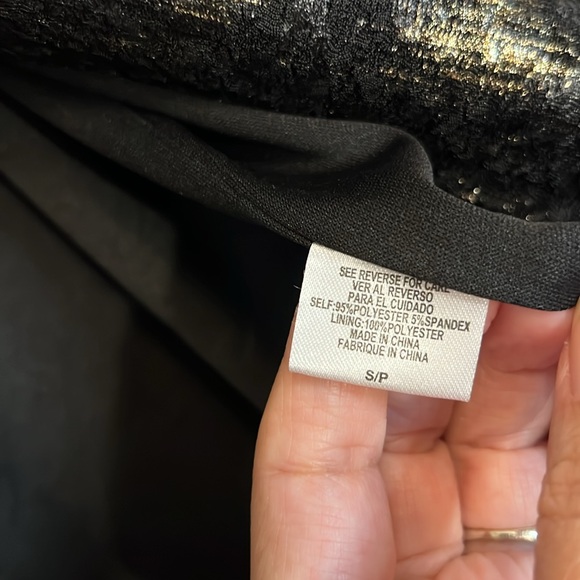 SEE REVERSE FOR CARE
VER AL REVERSO
PARA EL CUIDADO
SELF:95%POLYESTER 5%SPANDEX
LINING:100%POLYESTER
MADE IN CHINA
FABRIQUE IN CHINA
S/P